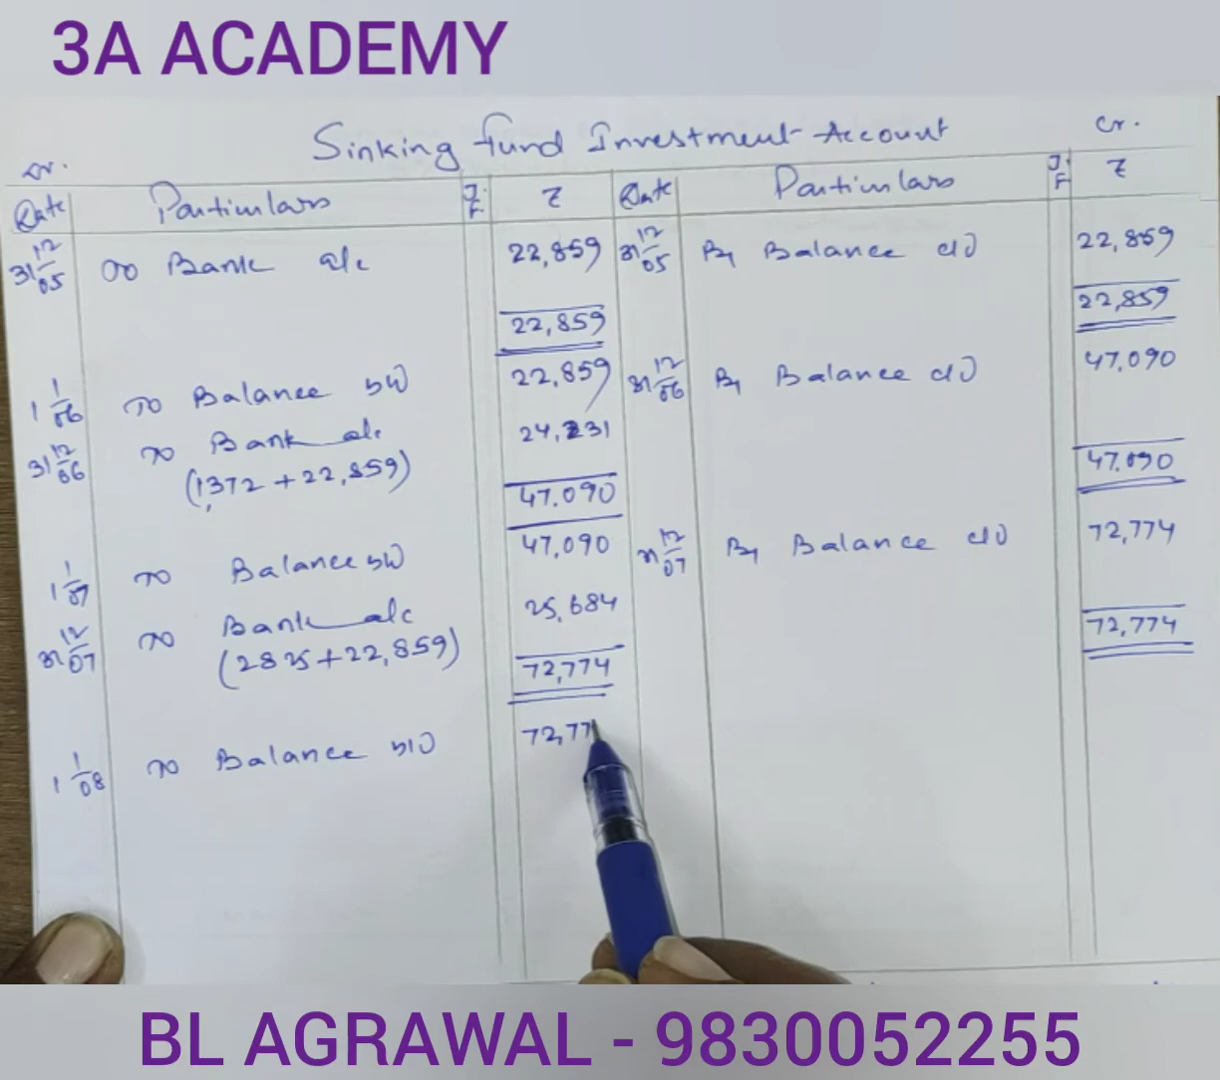 3A ACADEMY
Sinking Fund Investment Account
Dr. Cr.
Date Particulars J.F. ₹ Date Particulars J.F. ₹
31 12/05 To Bank a/c 22,859 31 12/05 By Balance c/d 22,859
22,859 22,859
1 1/06 To Balance b/d 22,859 31 12/06 By Balance c/d 47,090
31 12/06 To Bank a/c 24,231
(1,372 + 22,859)
47,090 47,090
1 1/07 To Balance b/d 47,090 31 12/07 By Balance c/d 72,774
31 12/07 To Bank a/c 25,684
(2825 + 22,859)
72,774 72,774
1 1/08 To Balance b/d 72,77
BL AGRAWAL - 9830052255